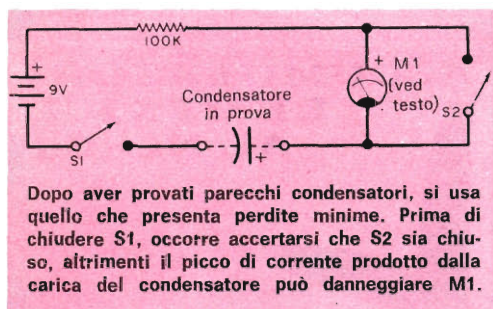 100K
+
9V
+
M1
(ved
testo)
S2
Condensatore
in prova
S1
+
Dopo aver provati parecchi condensatori, si usa
quello che presenta perdite minime. Prima di
chiudere S1, occorre accertarsi che S2 sia chiu-
so, altrimenti il picco di corrente prodotto dalla
carica del condensatore può danneggiare M1.